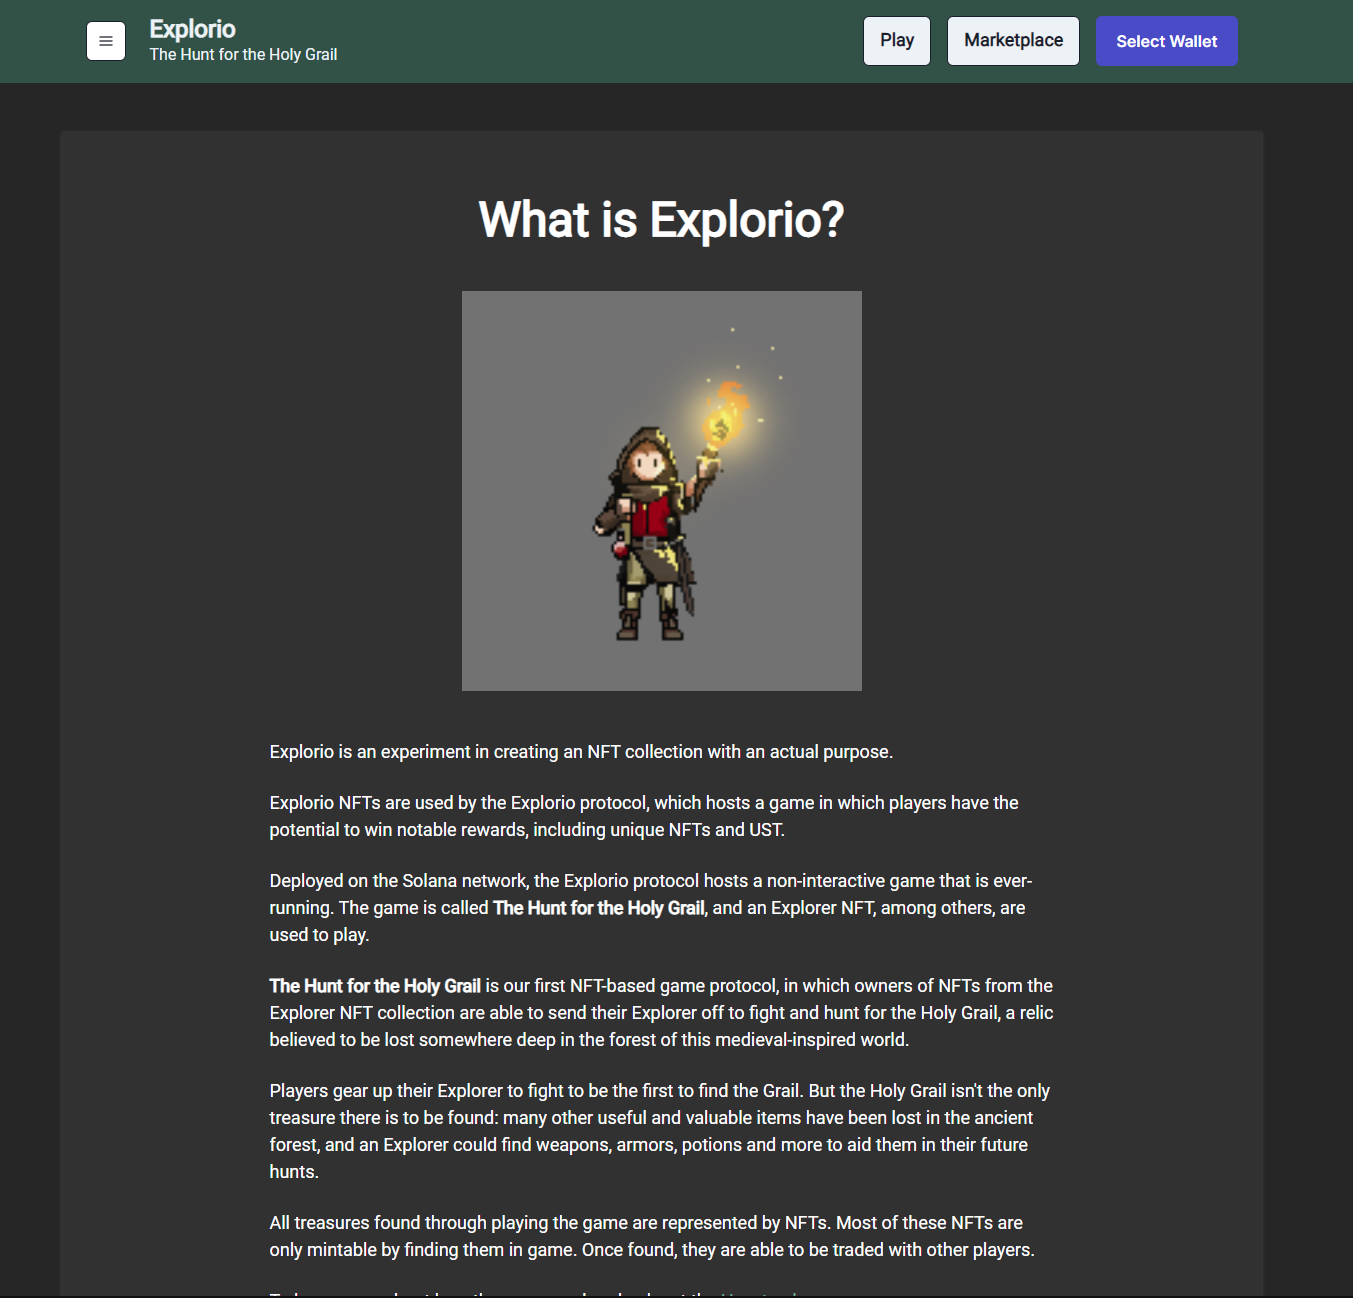 Explorio
The Hunt for the Holy Grail
Play
Marketplace
Select Wallet
What is Explorio?
Explorio is an experiment in creating an NFT collection with an actual purpose.
Explorio NFTs are used by the Explorio protocol, which hosts a game in which players have the
potential to win notable rewards, including unique NFTs and UST.
Deployed on the Solana network, the Explorio protocol hosts a non-interactive game that is ever-
running. The game is called The Hunt for the Holy Grail, and an Explorer NFT, among others, are
used to play.
The Hunt for the Holy Grail is our first NFT-based game protocol, in which owners of NFTs from the
Explorer NFT collection are able to send their Explorer off to fight and hunt for the Holy Grail, a relic
believed to be lost somewhere deep in the forest of this medieval-inspired world.
Players gear up their Explorer to fight to be the first to find the Grail. But the Holy Grail isn't the only
treasure there is to be found: many other useful and valuable items have been lost in the ancient
forest, and an Explorer could find weapons, armors, potions and more to aid them in their future
hunts.
All treasures found through playing the game are represented by NFTs. Most of these NFTs are
only mintable by finding them in game. Once found, they are able to be traded with other players.